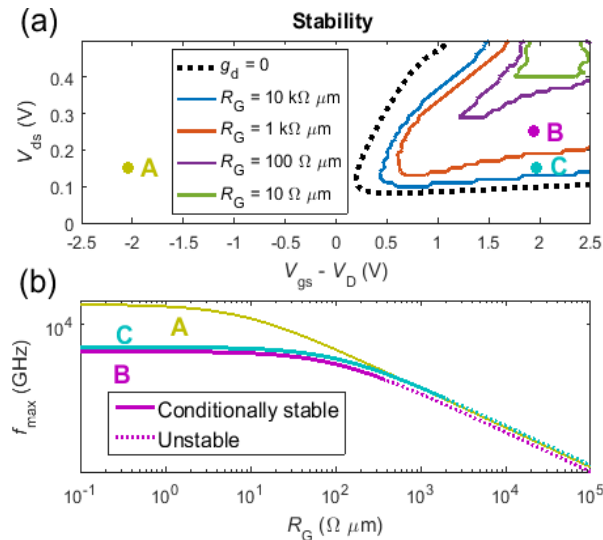 (a)
Stability
V_ds (V)
0.5
0.4
0.3
0.2
0.1
0
g_d = 0
R_G = 10 kΩ μm
R_G = 1 kΩ μm
R_G = 100 Ω μm
R_G = 10 Ω μm
A
B
C
-2.5 -2 -1.5 -1 -0.5 0 0.5 1 1.5 2 2.5
V_gs - V_D (V)
(b)
f_max (GHz)
10^4
C
A
B
Conditionally stable
Unstable
10^-1 10^0 10^1 10^2 10^3 10^4 10^5
R_G (Ω μm)